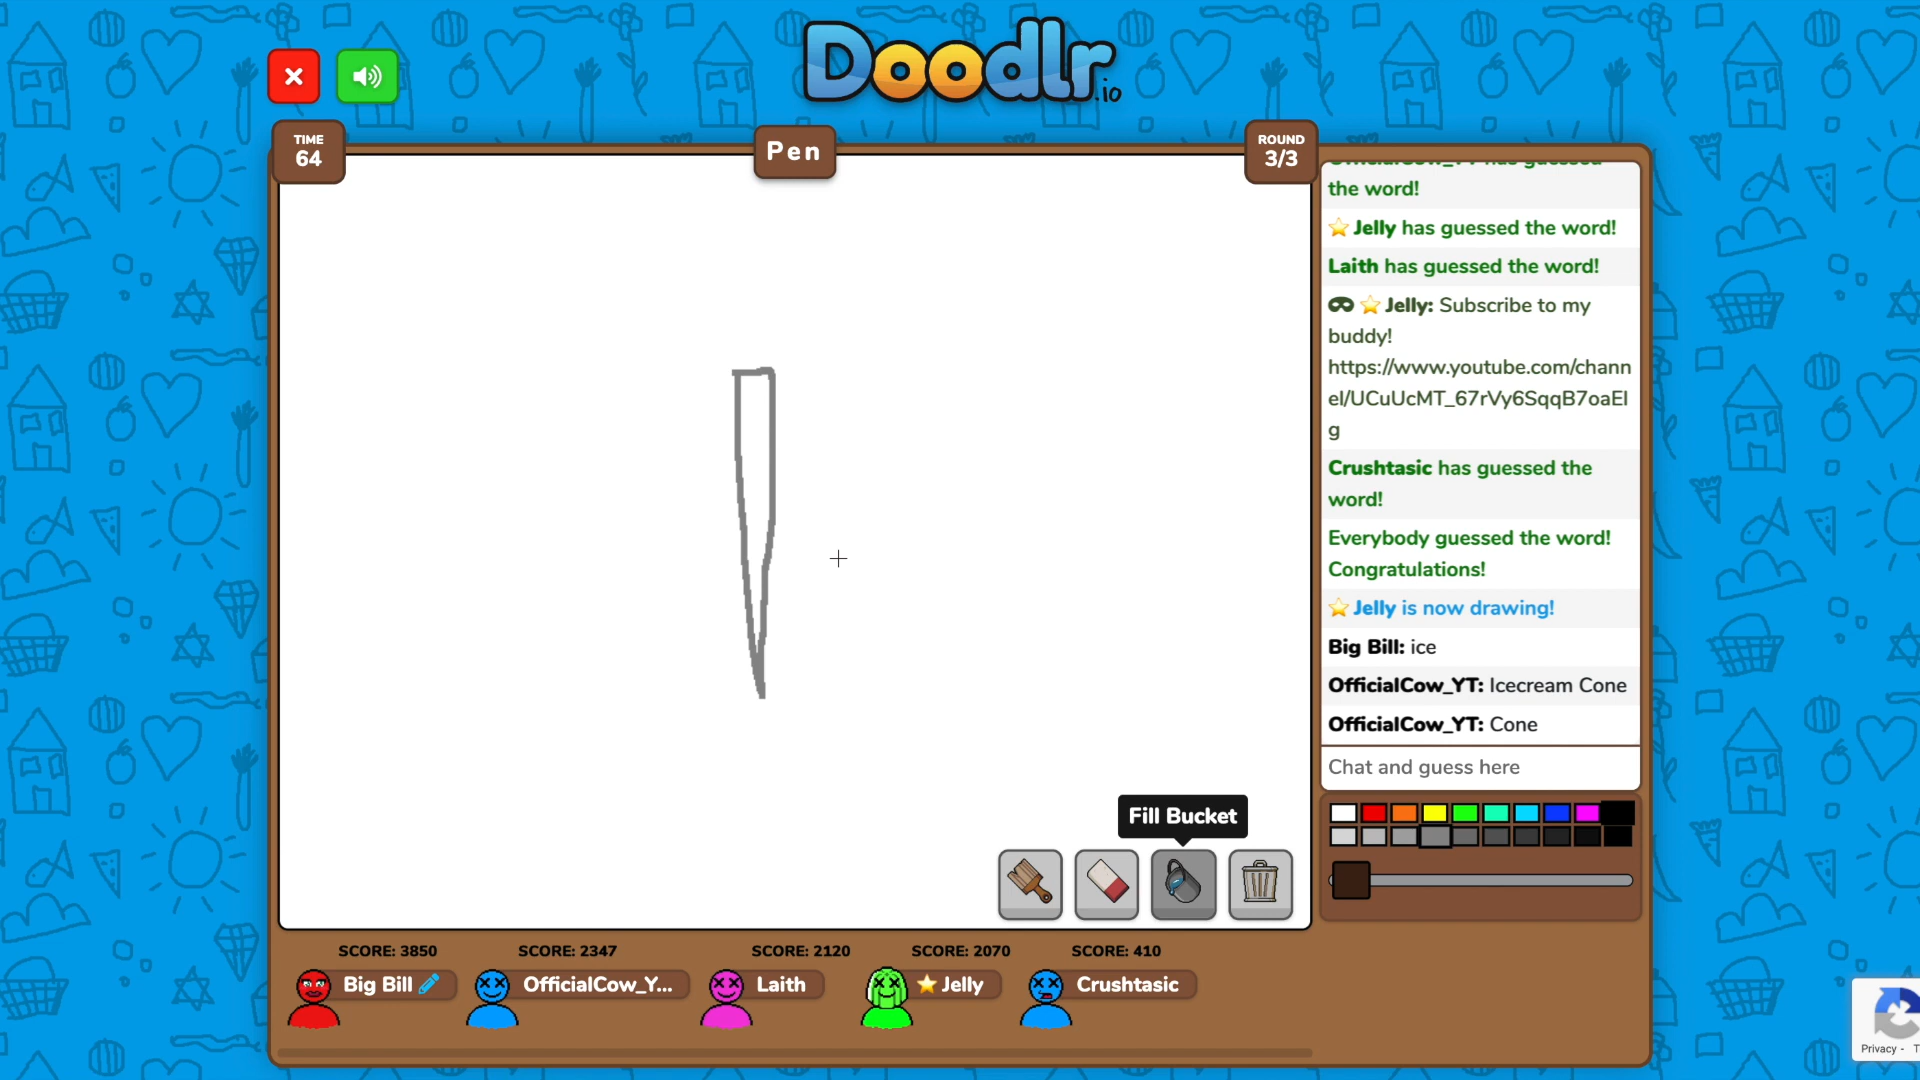 Doodlr.io
TIME
64
Pen
ROUND
3/3
the word!
Jelly has guessed the word!
Laith has guessed the word!
Jelly: Subscribe to my
buddy!
https://www.youtube.com/chann
el/UCuUcMT_67rVy6SqqB7oaEI
g
Crushtasic has guessed the
word!
Everybody guessed the word!
Congratulations!
Jelly is now drawing!
Big Bill: ice
OfficialCow_YT: Icecream Cone
OfficialCow_YT: Cone
Chat and guess here
Fill Bucket
SCORE: 3850
SCORE: 2347
SCORE: 2120
SCORE: 2070
SCORE: 410
Big Bill
OfficialCow_Y...
Laith
Jelly
Crushtasic
Privacy - T